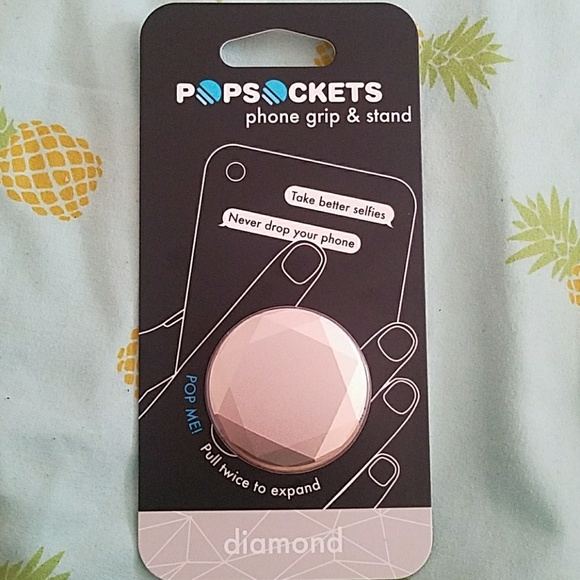 POPSOCKETS
phone grip & stand
Take better selfies
Never drop your phone
POP ME!
Pull twice to expand
diamond